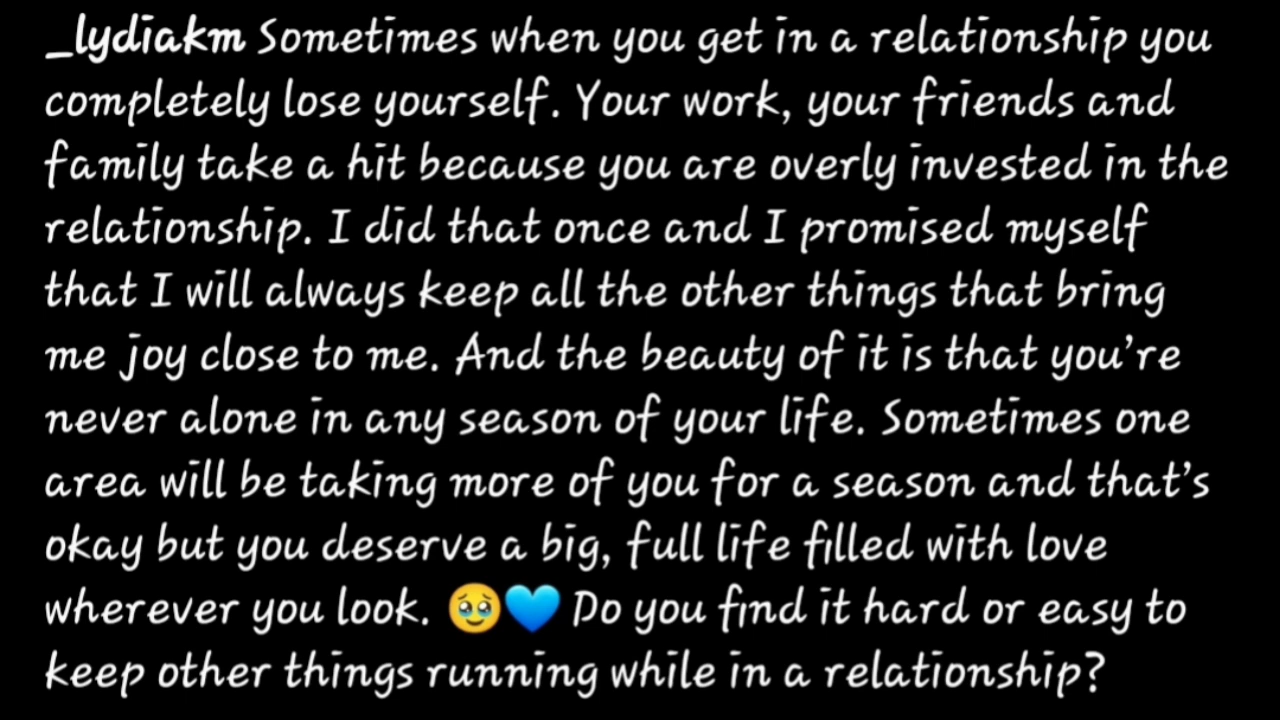 _lydiakm Sometimes when you get in a relationship you
completely lose yourself. Your work, your friends and
family take a hit because you are overly invested in the
relationship. I did that once and I promised myself
that I will always keep all the other things that bring
me joy close to me. And the beauty of it is that you’re
never alone in any season of your life. Sometimes one
area will be taking more of you for a season and that’s
okay but you deserve a big, full life filled with love
wherever you look. 🥹💙 Do you find it hard or easy to
keep other things running while in a relationship?